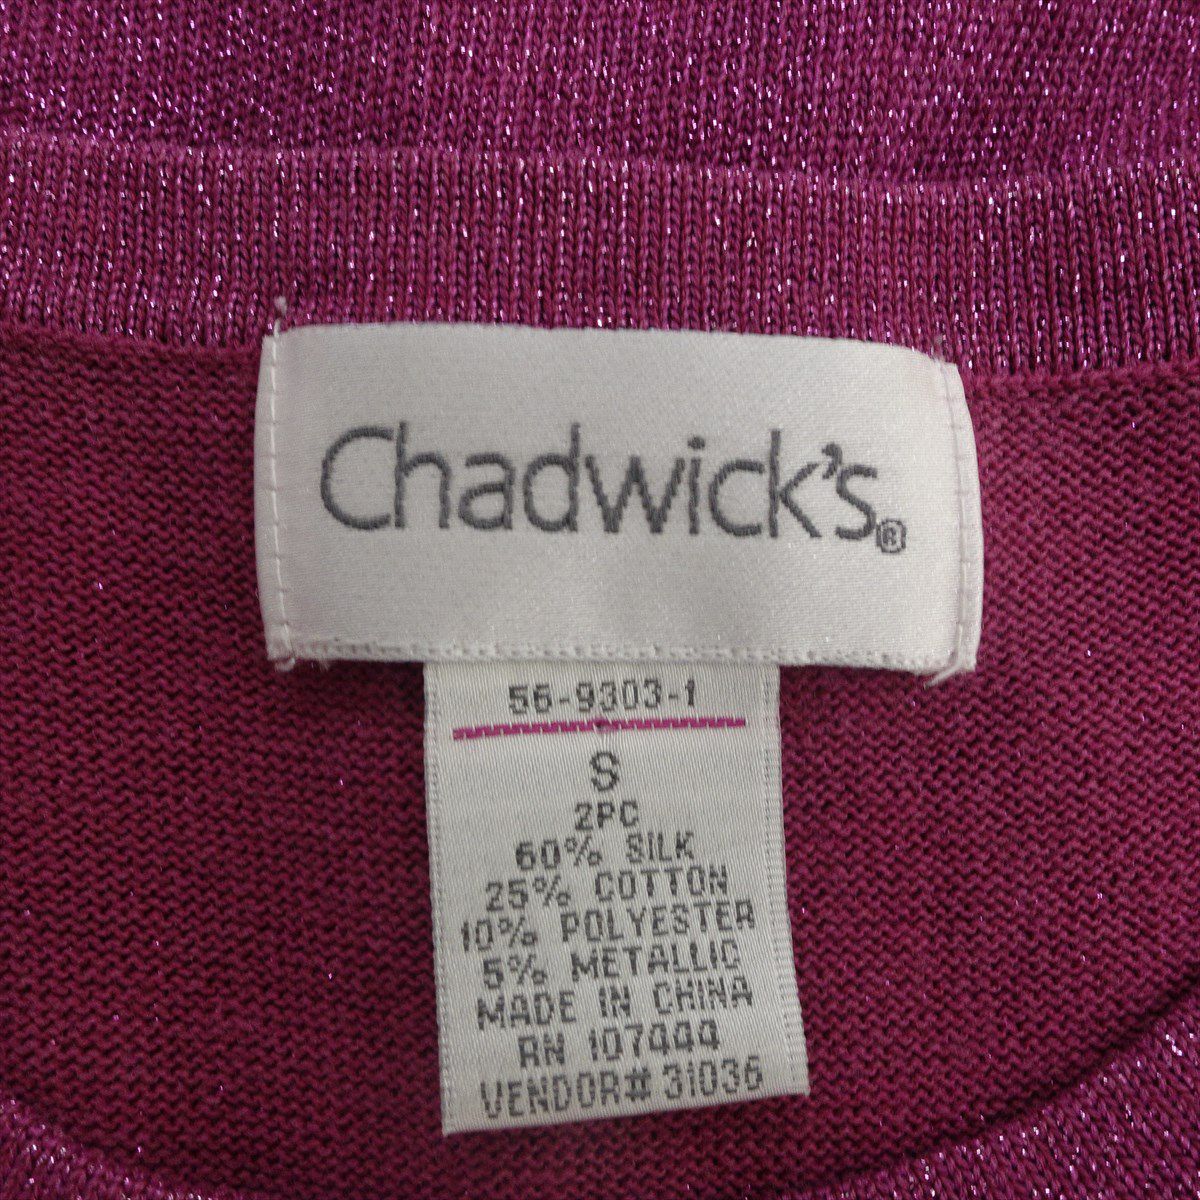 Chadwick's®
56-9303-1
S
2PC
60% SILK
25% COTTON
10% POLYESTER
5% METALLIC
MADE IN CHINA
RN 107444
VENDOR# 31036